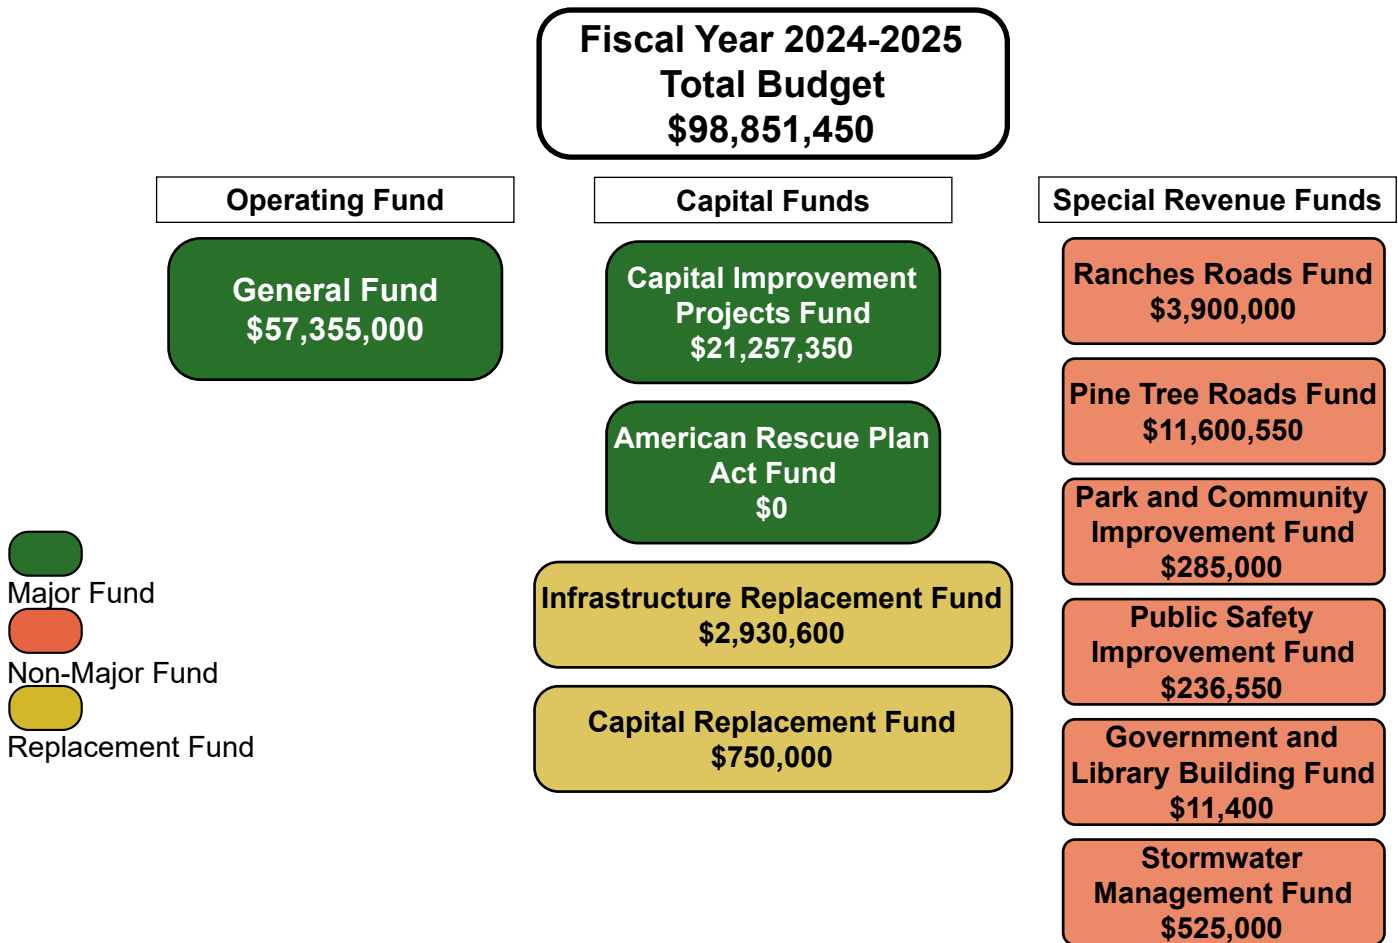 Fiscal Year 2024-2025
Total Budget
$98,851,450
Operating Fund
General Fund
$57,355,000
Capital Funds
Capital Improvement
Projects Fund
$21,257,350
American Rescue Plan
Act Fund
$0
Infrastructure Replacement Fund
$2,930,600
Capital Replacement Fund
$750,000
Special Revenue Funds
Ranches Roads Fund
$3,900,000
Pine Tree Roads Fund
$11,600,550
Park and Community
Improvement Fund
$285,000
Public Safety
Improvement Fund
$236,550
Government and
Library Building Fund
$11,400
Stormwater
Management Fund
$525,000
Major Fund
Non-Major Fund
Replacement Fund